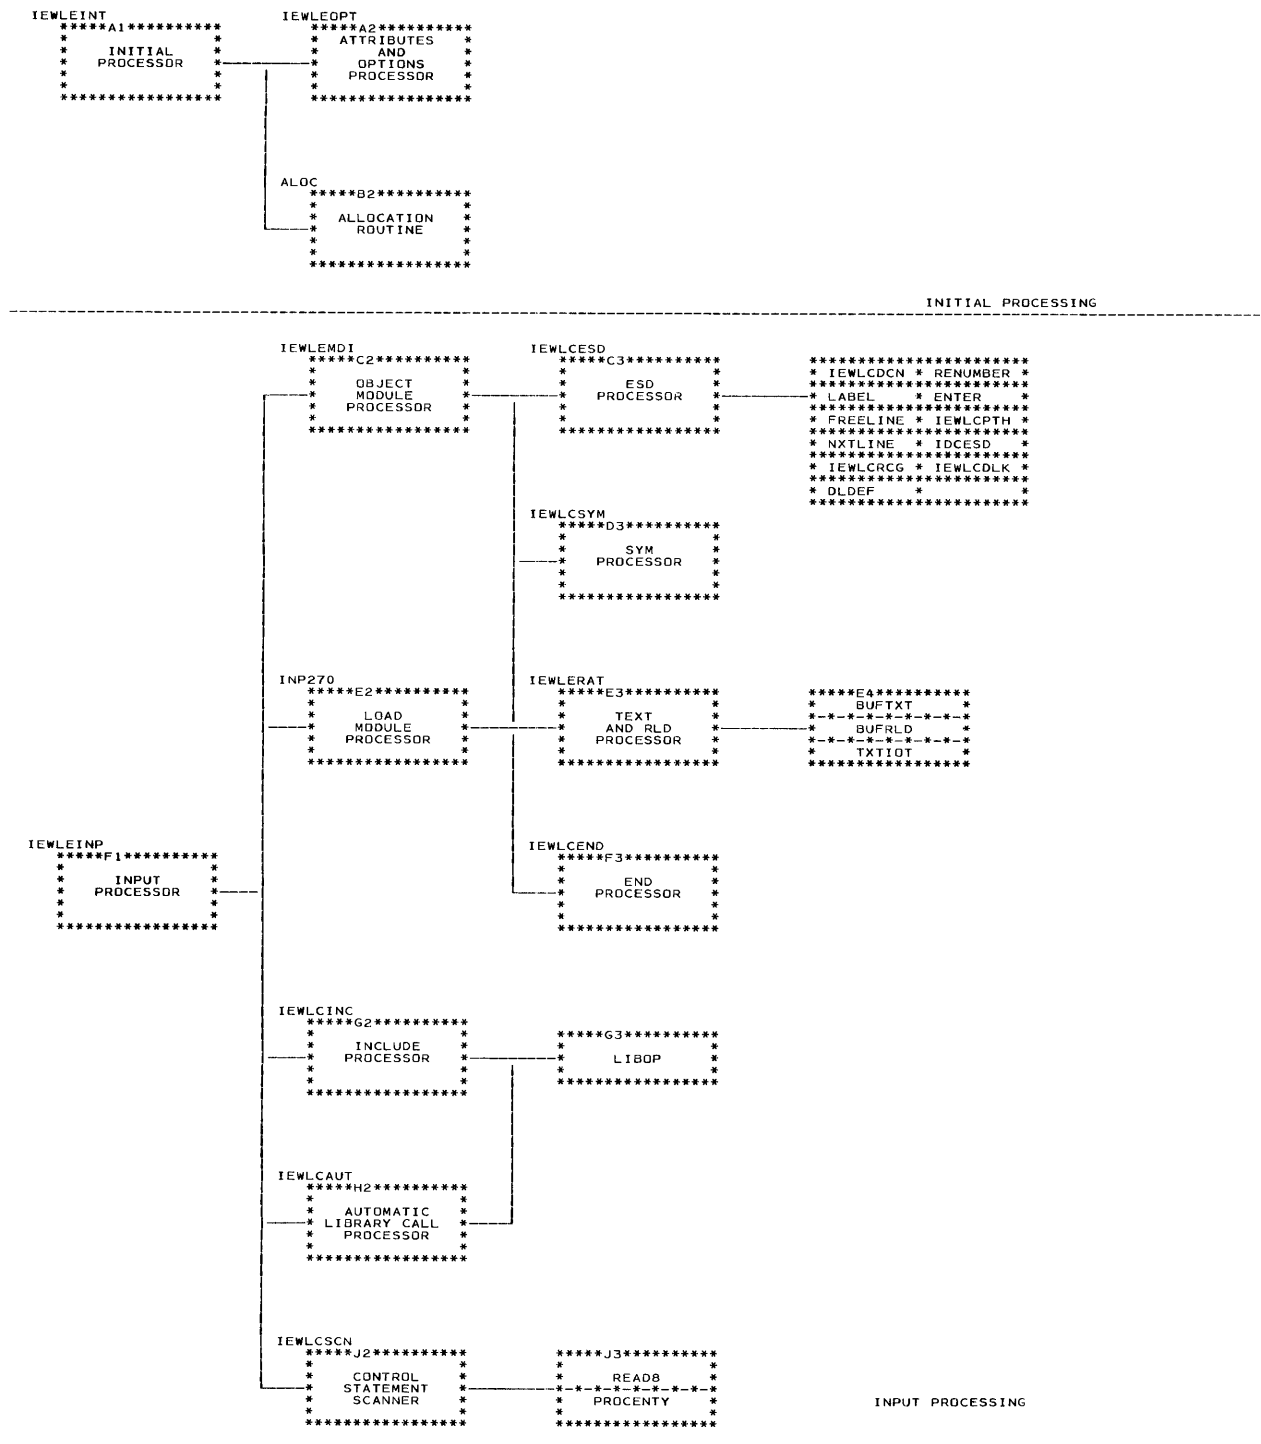 IEWLEINT
A1
INITIAL
PROCESSOR
IEWLEOPT
A2
ATTRIBUTES
AND
OPTIONS
PROCESSOR
ALOC
B2
ALLOCATION
ROUTINE
INITIAL PROCESSING
IEWLEMDI
C2
OBJECT
MODULE
PROCESSOR
IEWLCESD
C3
ESD
PROCESSOR
IEWLCDCN * RENUMBER
LABEL * ENTER
FREELINE * IEWLCPTH
NXTLINE * IDCESD
IEWLCRCG * IEWLCDLK
DLDEF *
IEWLCSYM
D3
SYM
PROCESSOR
INP270
E2
LOAD
MODULE
PROCESSOR
IEWLERAT
E3
TEXT
AND RLD
PROCESSOR
E4
BUFTXT
BUFRLD
TXTIOT
IEWLEINP
F1
INPUT
PROCESSOR
IEWLCEND
F3
END
PROCESSOR
IEWLCINC
G2
INCLUDE
PROCESSOR
G3
LIBOP
IEWLCAUT
H2
AUTOMATIC
LIBRARY CALL
PROCESSOR
IEWLCSCN
J2
CONTROL
STATEMENT
SCANNER
J3
READ8
PROCENTY
INPUT PROCESSING